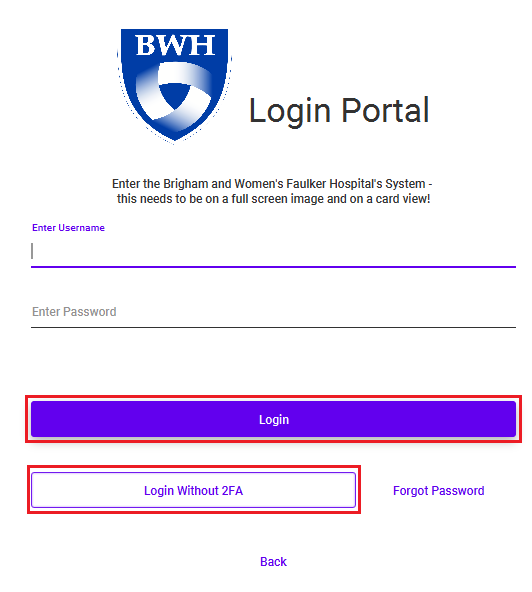 BWH
Login Portal
Enter the Brigham and Women's Faulker Hospital's System -
this needs to be on a full screen image and on a card view!
Enter Username
Enter Password
Login
Login Without 2FA
Forgot Password
Back